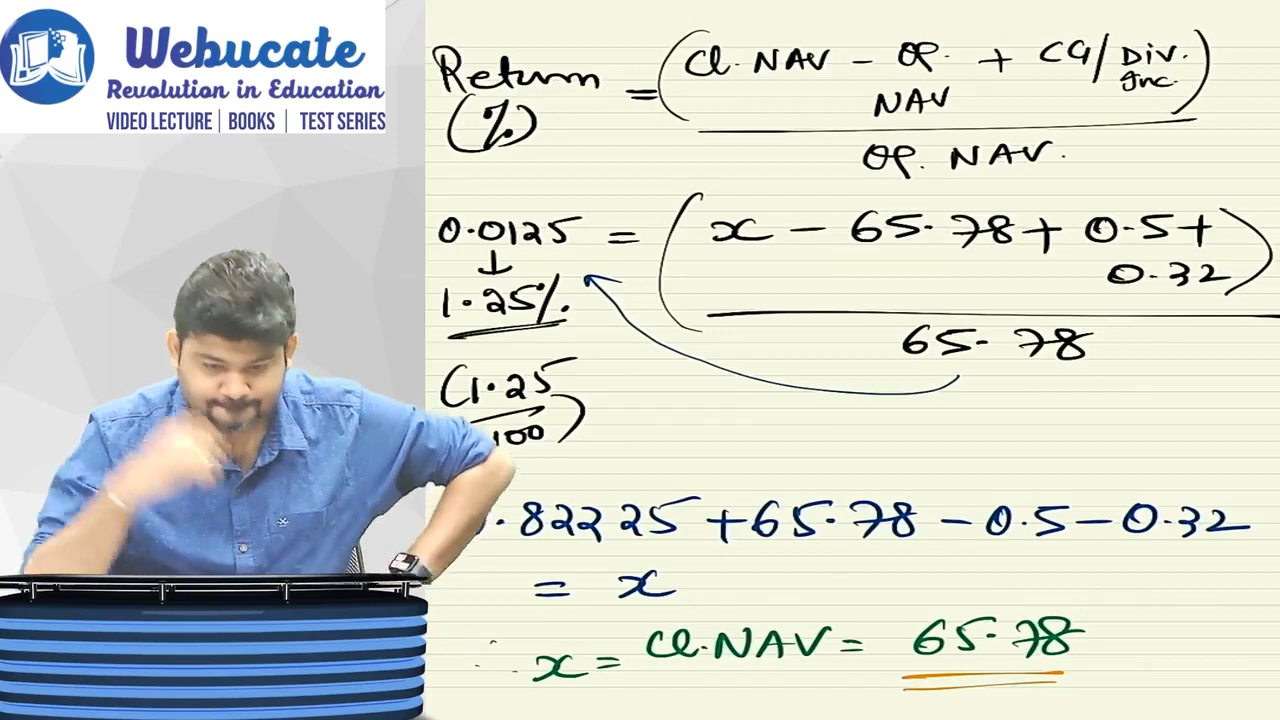 Webucate
Revolution in Education
VIDEO LECTURE | BOOKS | TEST SERIES
Return (%) = (Cl. NAV - Op. NAV + CG/Div. Inc.)
Op. NAV.
0.0125 = (x - 65.78 + 0.5 + 0.32)
65.78
↓
1.25%
(1.25
100)
.82225 + 65.78 - 0.5 - 0.32
= x
∴ x = Cl. NAV = 65.78